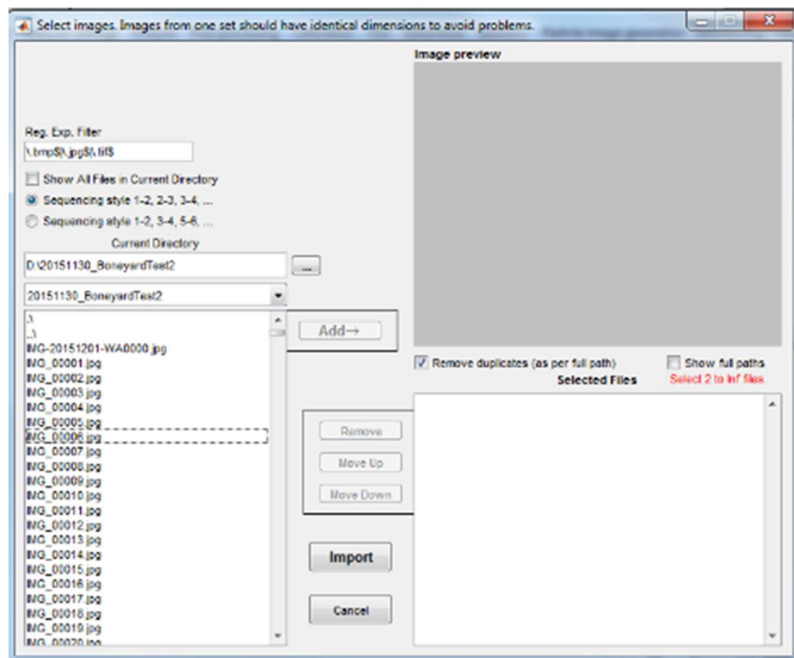 Select images. Images from one set should have identical dimensions to avoid problems.
Image preview
Reg. Exp. Filter
\.bmp$|\.jpg$|\.tif$
Show All Files in Current Directory
Sequencing style 1-2, 2-3, 3-4, ...
Sequencing style 1-2, 3-4, 5-6, ...
Current Directory
D:\20151130_BoneyardTest2
...
20151130_BoneyardTest2
.\
..\
IMG-20151201-WA0000.jpg
IMG_00001.jpg
IMG_00002.jpg
IMG_00003.jpg
IMG_00004.jpg
IMG_00005.jpg
IMG_00006.jpg
IMG_00007.jpg
IMG_00008.jpg
IMG_00009.jpg
IMG_00010.jpg
IMG_00011.jpg
IMG_00012.jpg
IMG_00013.jpg
IMG_00014.jpg
IMG_00015.jpg
IMG_00016.jpg
IMG_00017.jpg
IMG_00018.jpg
IMG_00019.jpg
IMG_00020.jpg
Add→
Remove
Move Up
Move Down
Import
Cancel
Remove duplicates (as per full path)
Show full paths
Selected Files
Select 2 to Inf files.